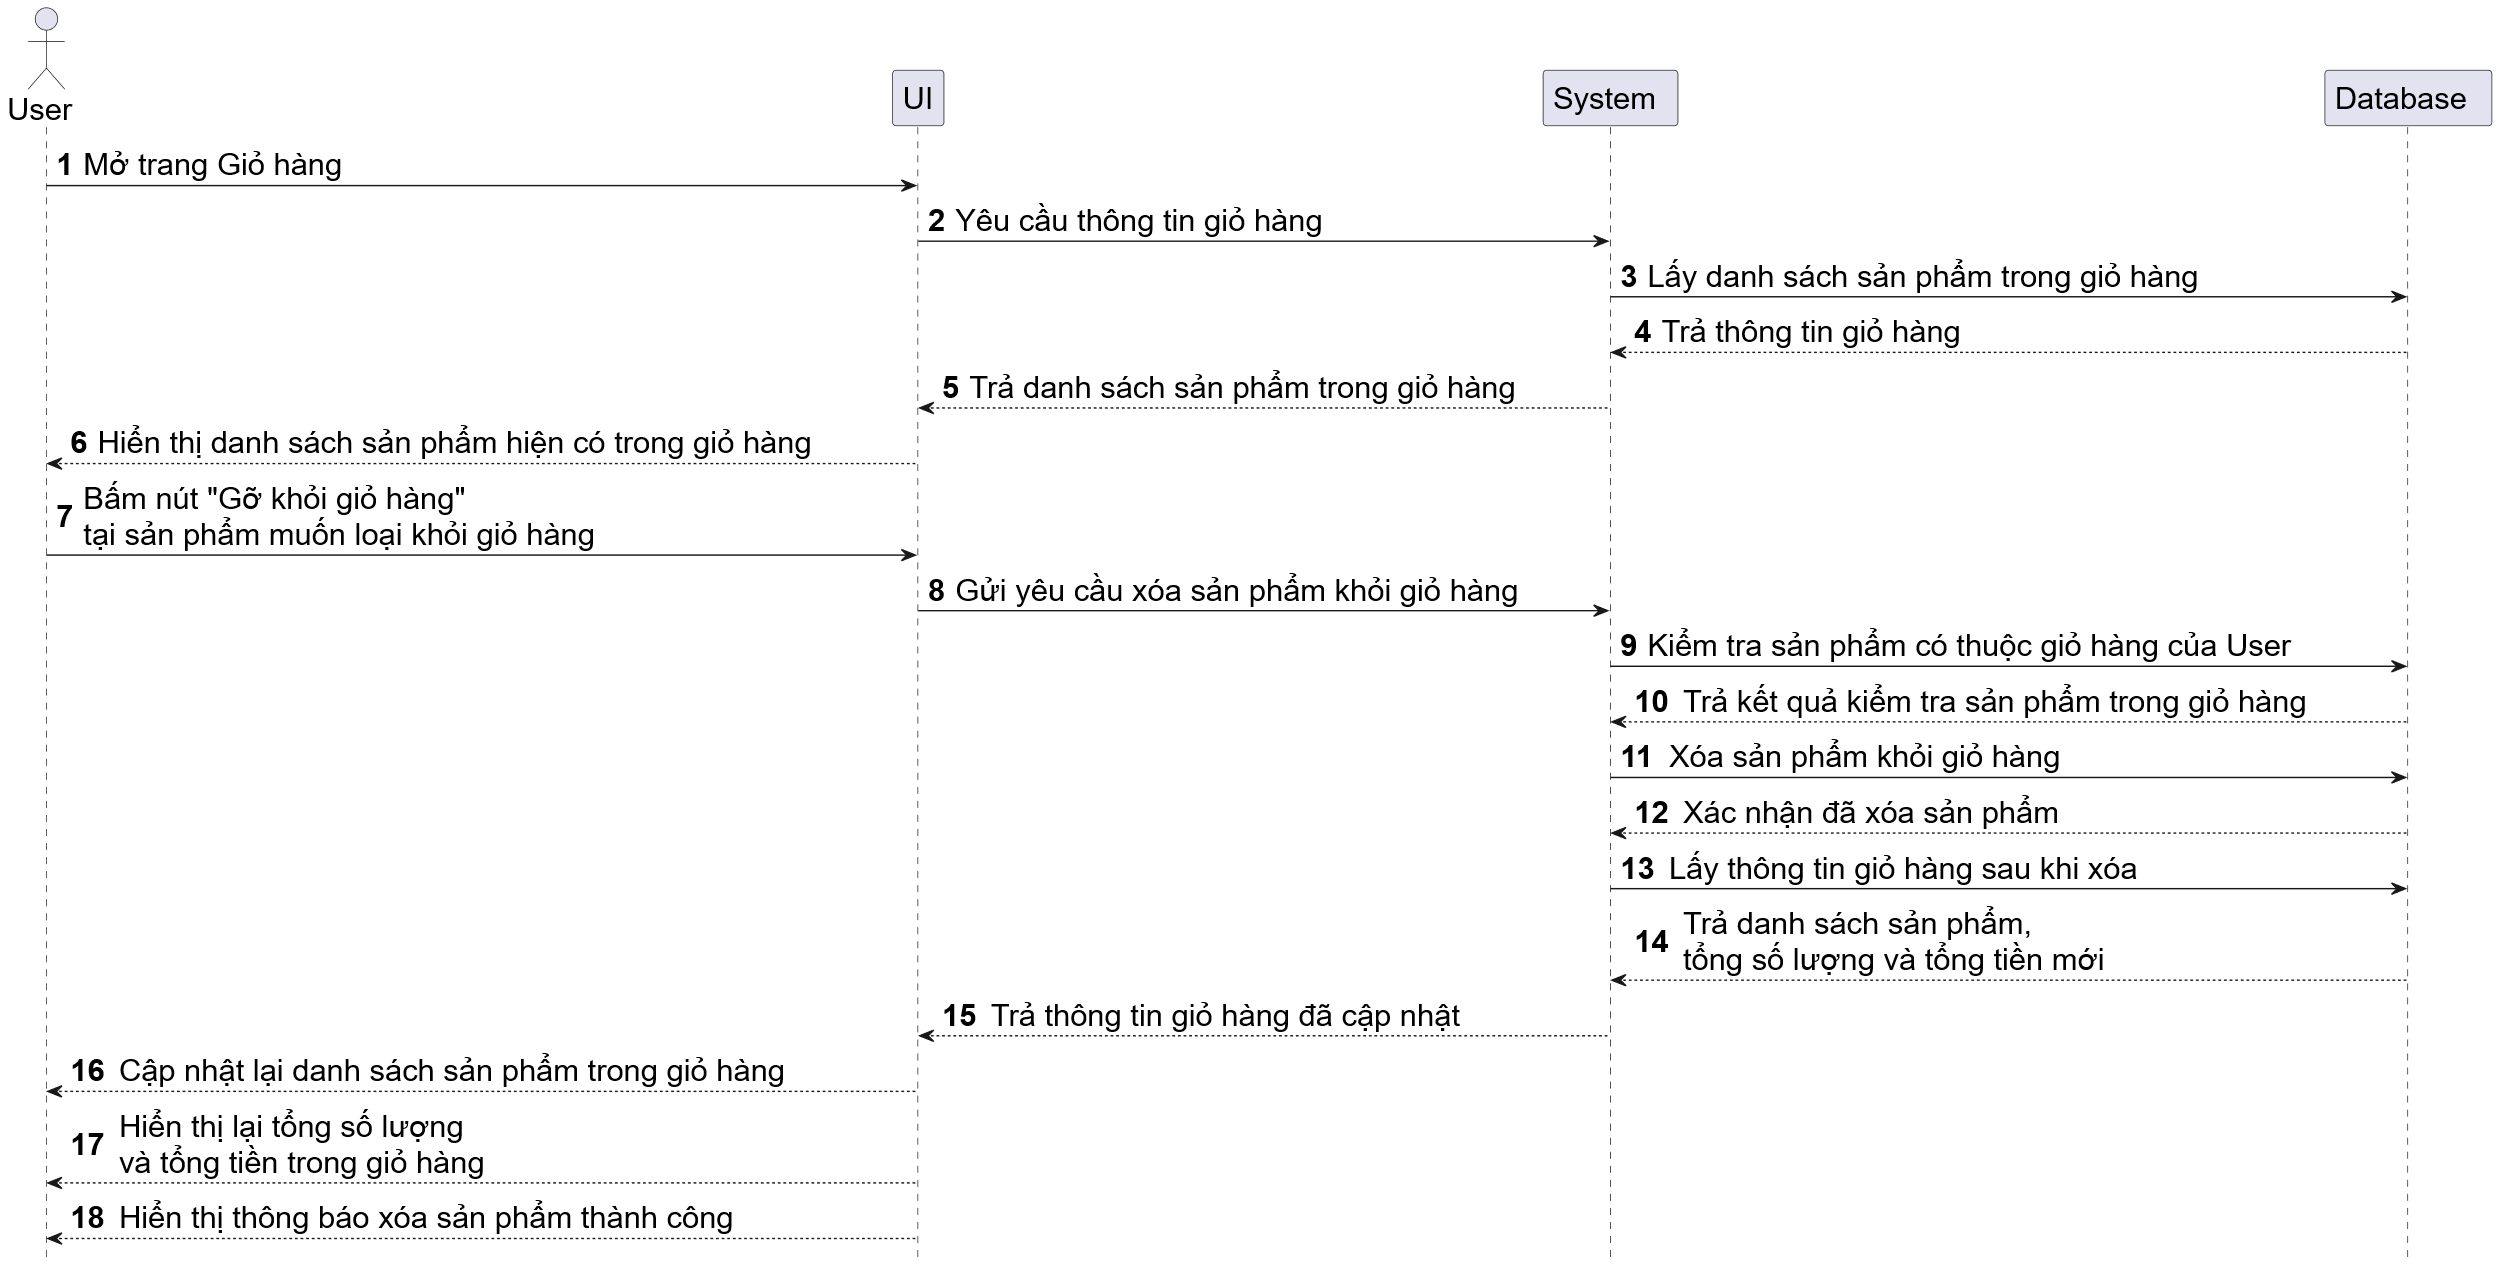 User
UI
System
Database
1 Mở trang Giỏ hàng
2 Yêu cầu thông tin giỏ hàng
3 Lấy danh sách sản phẩm trong giỏ hàng
4 Trả thông tin giỏ hàng
5 Trả danh sách sản phẩm trong giỏ hàng
6 Hiển thị danh sách sản phẩm hiện có trong giỏ hàng
7 Bấm nút "Gỡ khỏi giỏ hàng"
tại sản phẩm muốn loại khỏi giỏ hàng
8 Gửi yêu cầu xóa sản phẩm khỏi giỏ hàng
9 Kiểm tra sản phẩm có thuộc giỏ hàng của User
10 Trả kết quả kiểm tra sản phẩm trong giỏ hàng
11 Xóa sản phẩm khỏi giỏ hàng
12 Xác nhận đã xóa sản phẩm
13 Lấy thông tin giỏ hàng sau khi xóa
14 Trả danh sách sản phẩm,
tổng số lượng và tổng tiền mới
15 Trả thông tin giỏ hàng đã cập nhật
16 Cập nhật lại danh sách sản phẩm trong giỏ hàng
17 Hiển thị lại tổng số lượng
và tổng tiền trong giỏ hàng
18 Hiển thị thông báo xóa sản phẩm thành công